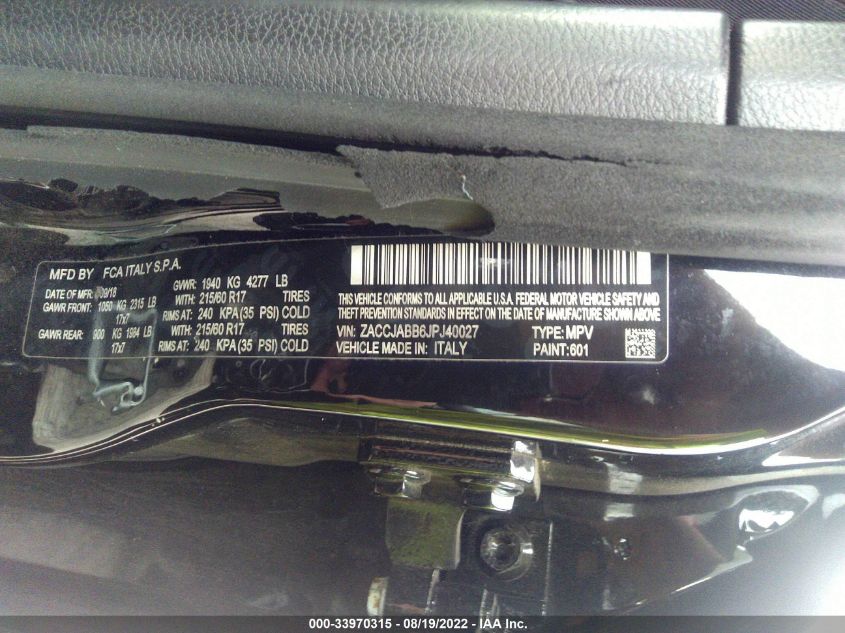 MFD BY FCA ITALY S.P.A.
DATE OF MFR: 09/18 GWR: 1940 KG 4277 LB
GAWR FRONT: 1050 KG 2315 LB WITH: 215/60 R17 TIRES
17x7 RIMS AT: 240 KPA (35 PSI) COLD
GAWR REAR: 900 KG 1984 LB WITH: 215/60 R17 TIRES
17x7 RIMS AT: 240 KPA (35 PSI) COLD
THIS VEHICLE CONFORMS TO ALL APPLICABLE U.S.A. FEDERAL MOTOR VEHICLE SAFETY AND
THEFT PREVENTION STANDARDS IN EFFECT ON THE DATE OF MANUFACTURE SHOWN ABOVE.
VIN: ZACCJABB6JPJ40027 TYPE: MPV
VEHICLE MADE IN: ITALY PAINT: 601
000-33970315 - 08/19/2022 - IAA Inc.